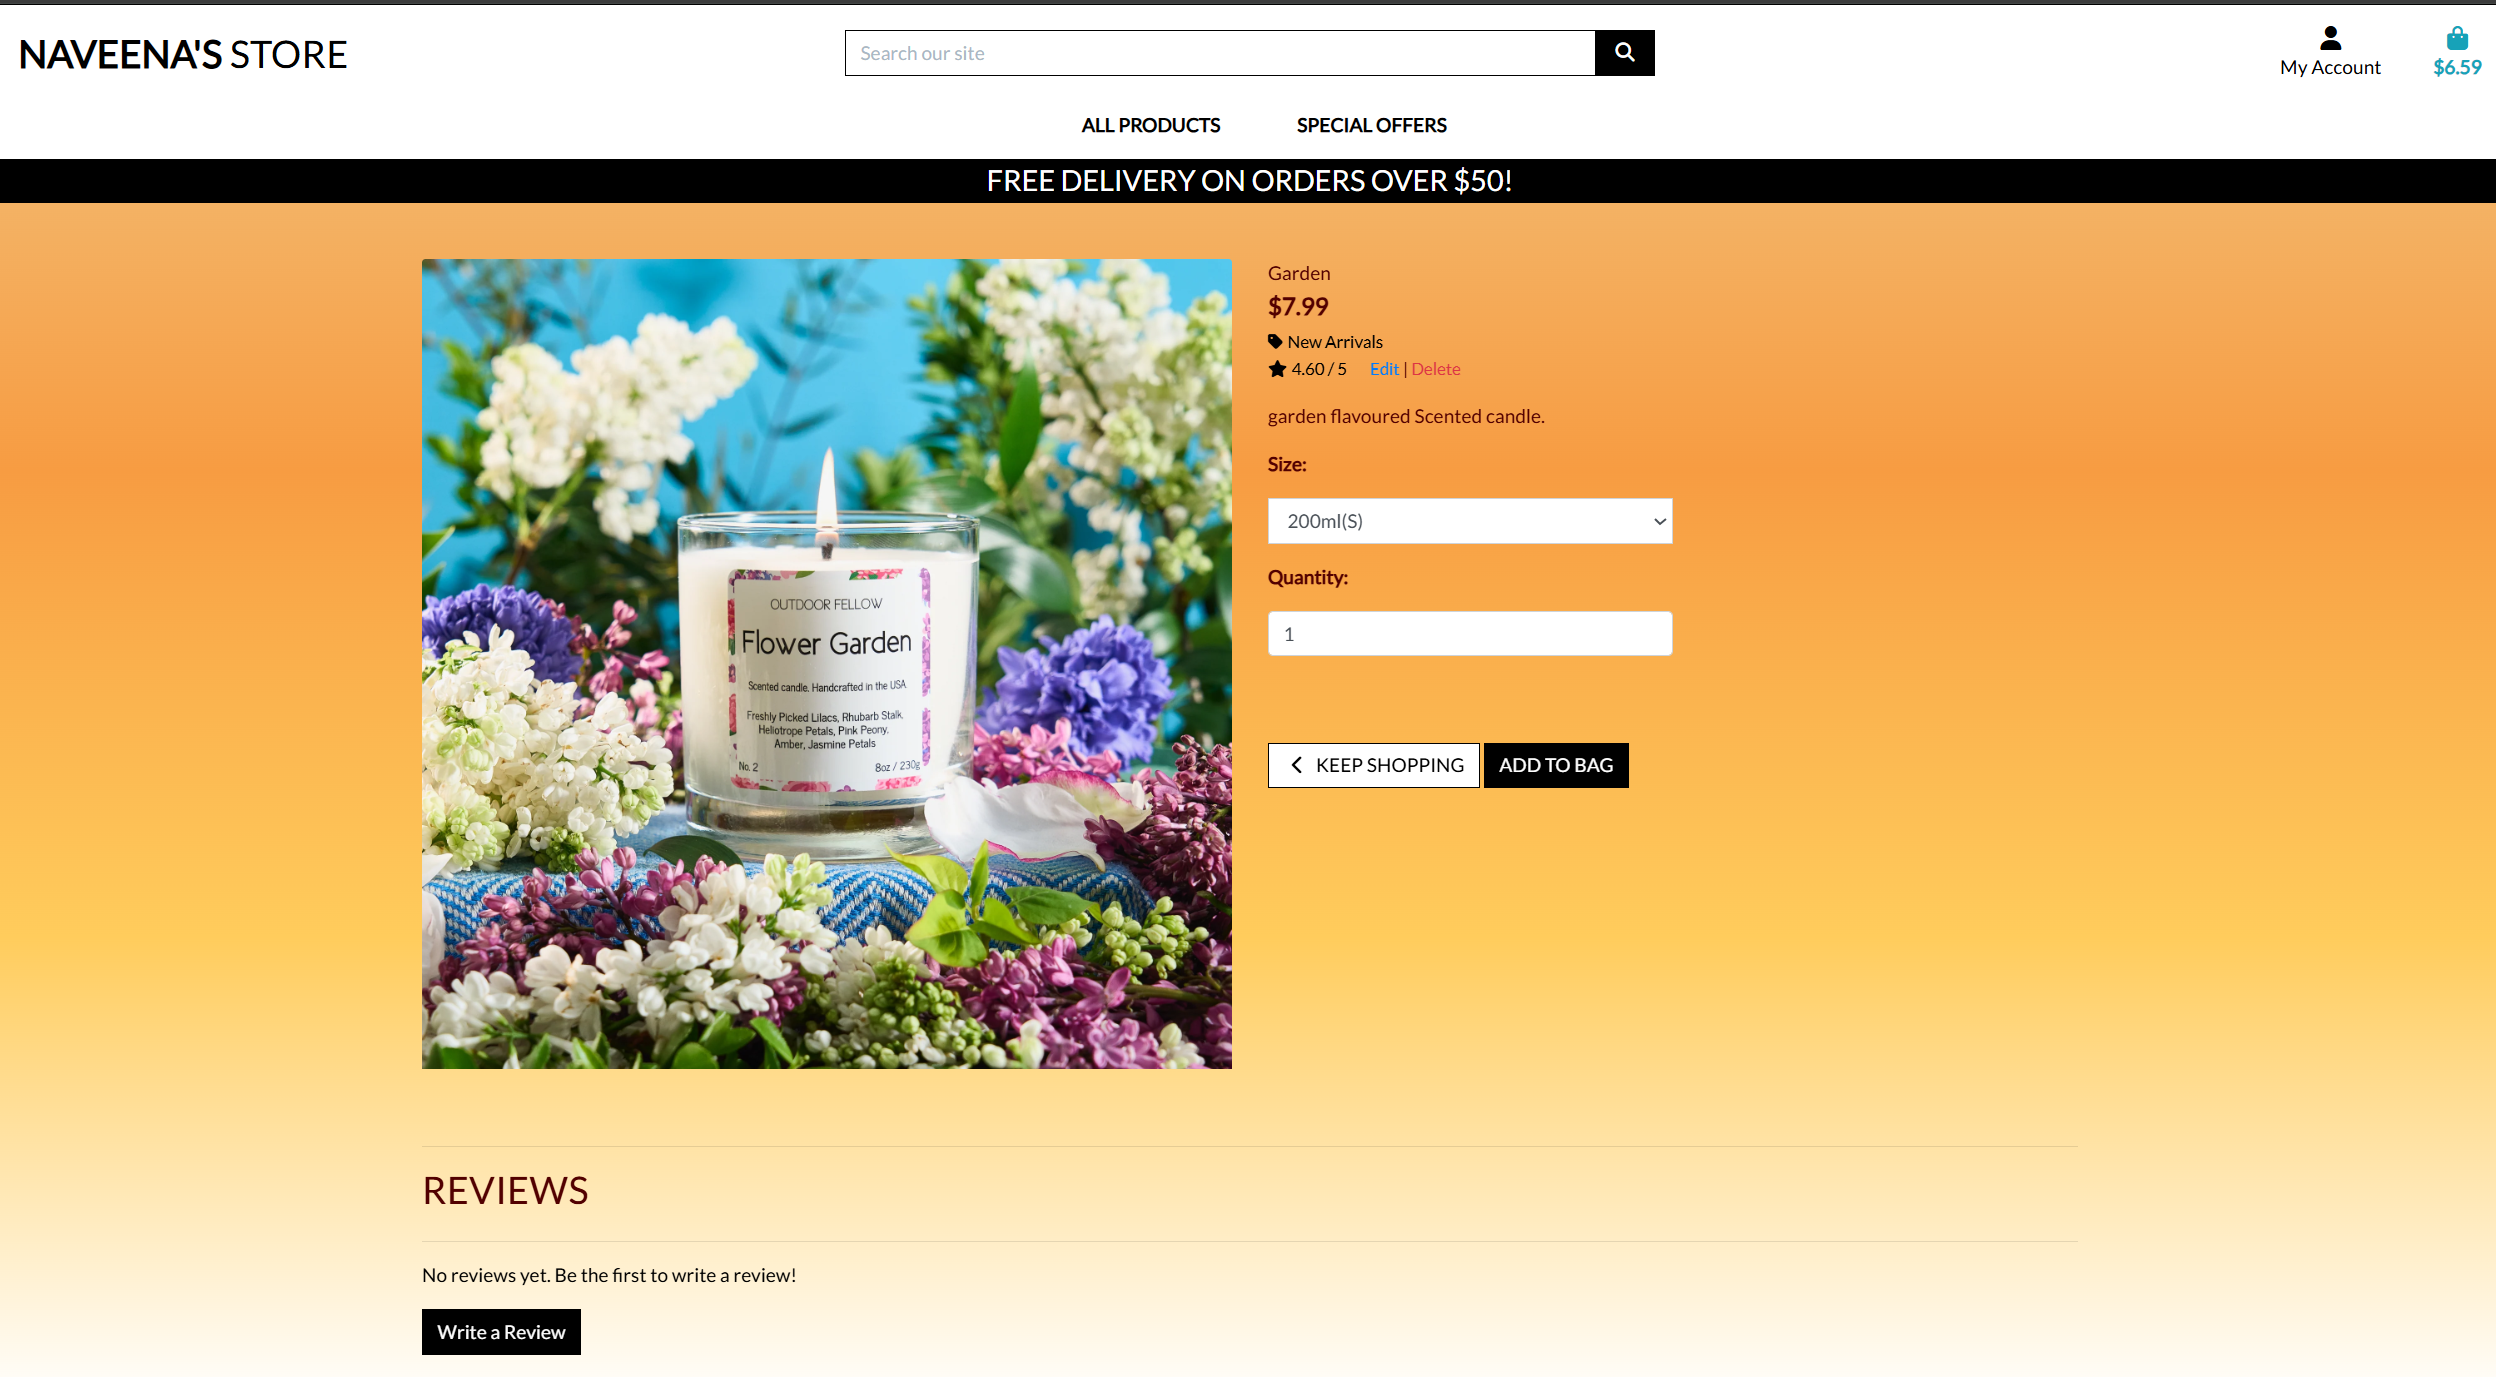 NAVEENA'S STORE
Search our site
My Account
$6.59
ALL PRODUCTS SPECIAL OFFERS
FREE DELIVERY ON ORDERS OVER $50!
Garden
$7.99
New Arrivals
4.60 / 5 Edit | Delete
garden flavoured Scented candle.
Size:
200ml(S)
Quantity:
1
KEEP SHOPPING ADD TO BAG
OUTDOOR FELLOW
Flower Garden
Scented candle. Handcrafted in the USA
Freshly Picked Lilacs, Rhubarb Stalk,
Heliotrope Petals, Pink Peony,
Amber, Jasmine Petals
No. 2 8oz / 230g
REVIEWS
No reviews yet. Be the first to write a review!
Write a Review